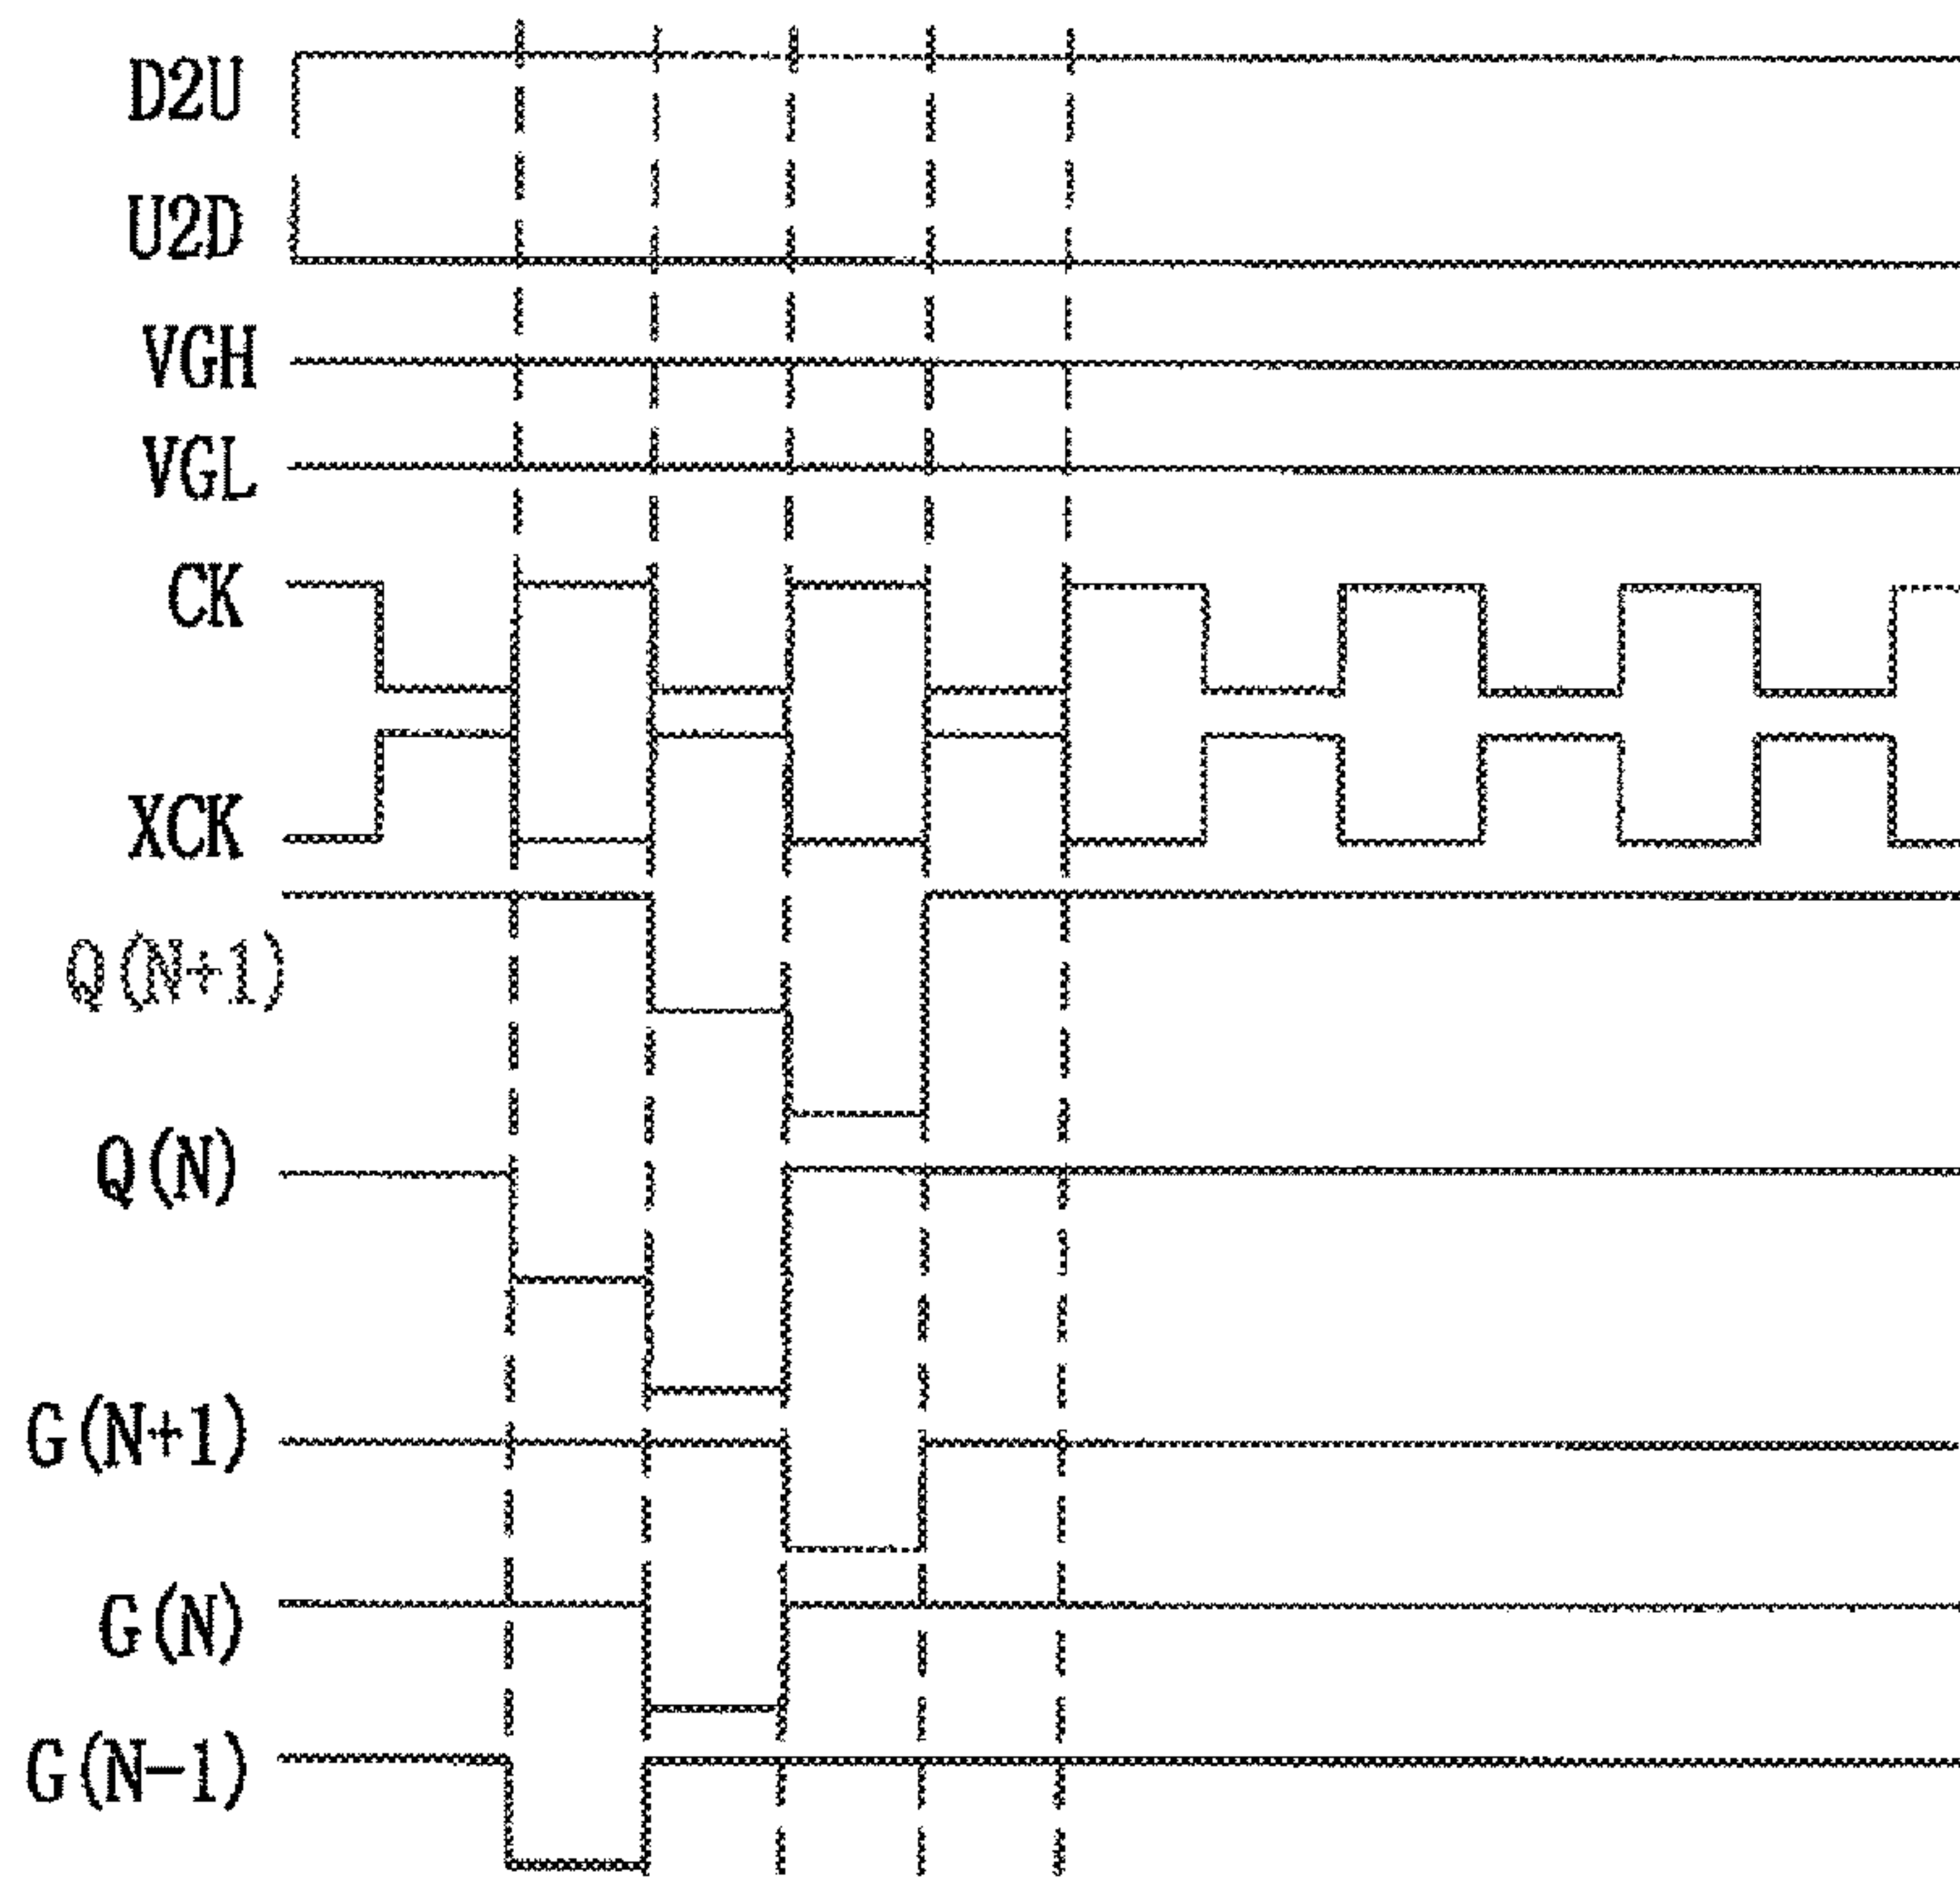 D2U
U2D
VGH
VGL
CK
XCK
Q(N+1)
Q(N)
G(N+1)
G(N)
G(N-1)